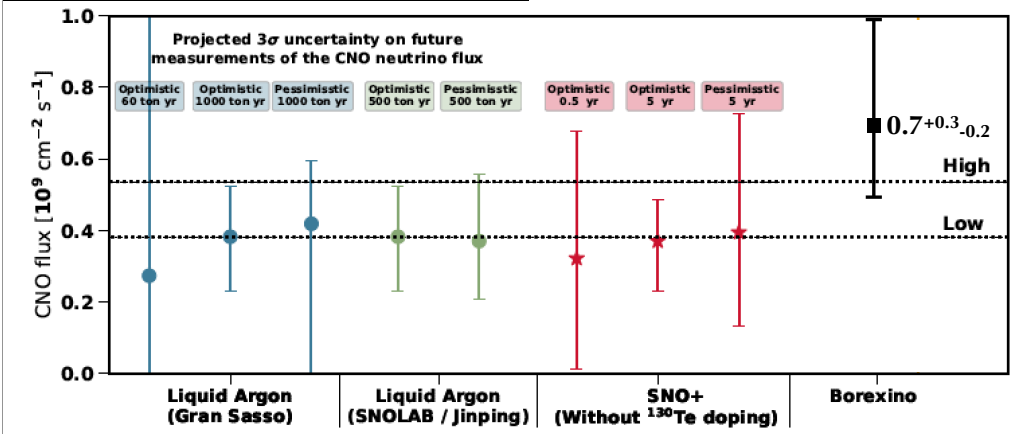 Projected 3σ uncertainty on future
measurements of the CNO neutrino flux
Optimistic
60 ton yr
Optimistic
1000 ton yr
Pessimisstic
1000 ton yr
Optimistic
500 ton yr
Pessimisstic
500 ton yr
Optimistic
0.5 yr
Optimistic
5 yr
Pessimisstic
5 yr
0.7+0.3-0.2
High
Low
CNO flux [10⁹ cm⁻² s⁻¹]
1.0
0.8
0.6
0.4
0.2
0.0
Liquid Argon
(Gran Sasso)
Liquid Argon
(SNOLAB / Jinping)
SNO+
(Without ¹³⁰Te doping)
Borexino